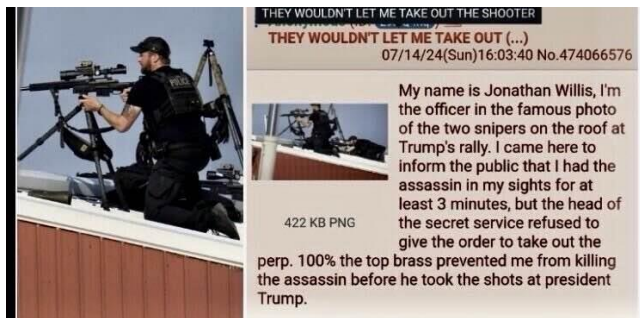 THEY WOULDN'T LET ME TAKE OUT THE SHOOTER
THEY WOULDN'T LET ME TAKE OUT (...)
07/14/24(Sun)16:03:40 No.474066576
My name is Jonathan Willis, I'm
the officer in the famous photo
of the two snipers on the roof at
Trump's rally. I came here to
inform the public that I had the
assassin in my sights for at
least 3 minutes, but the head of
the secret service refused to
give the order to take out the
perp. 100% the top brass prevented me from killing
the assassin before he took the shots at president
Trump.
422 KB PNG
POLICE